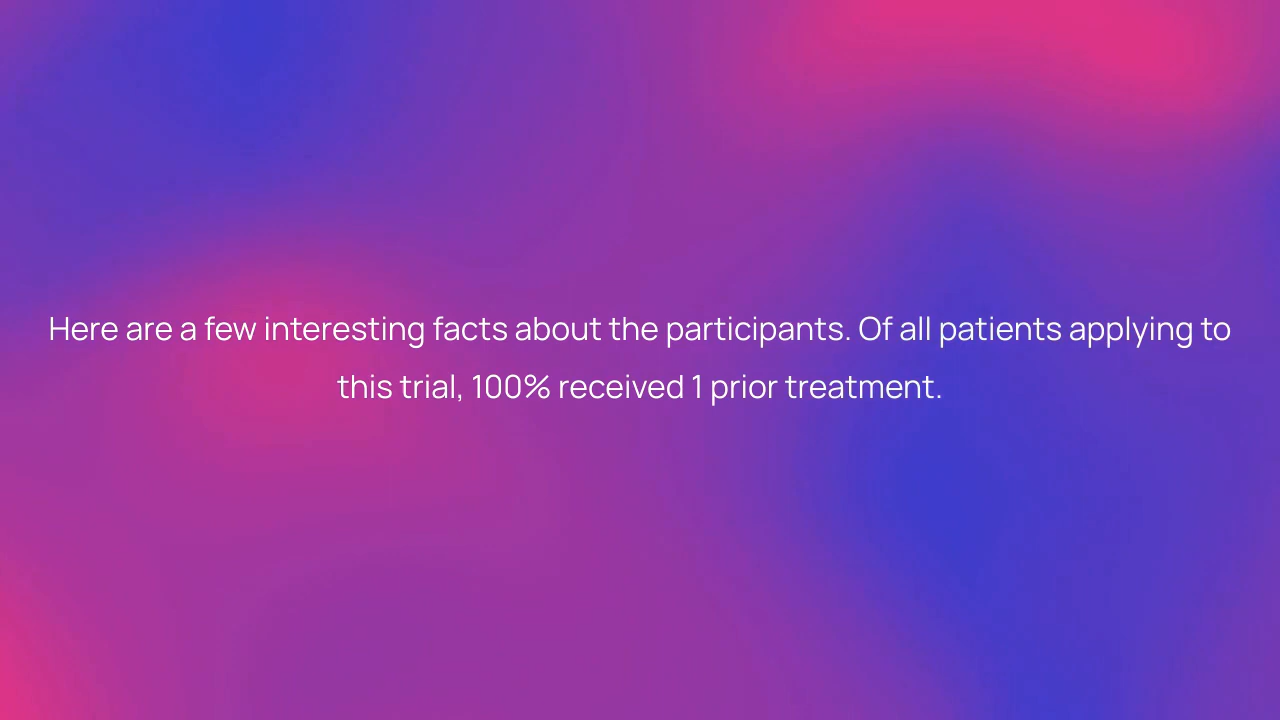 Here are a few interesting facts about the participants. Of all patients applying to
this trial, 100% received 1 prior treatment.